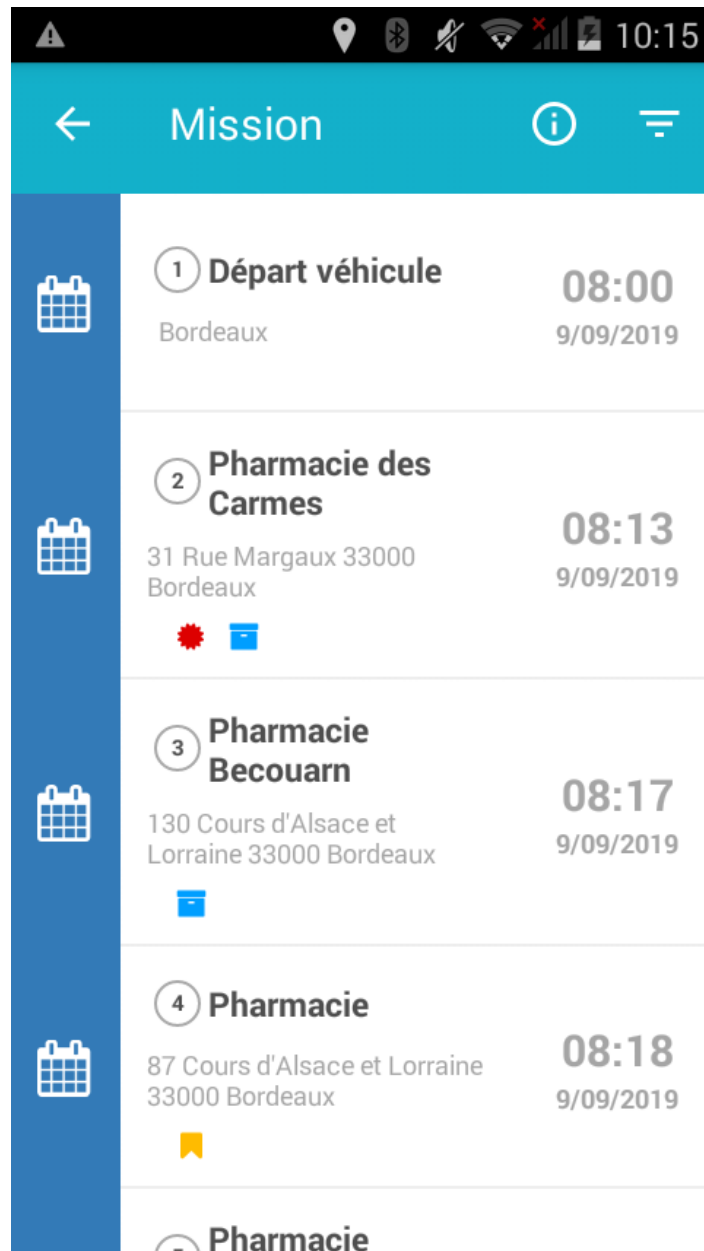 10:15
Mission
1 Départ véhicule
08:00
Bordeaux
9/09/2019
Pharmacie des
2
Carmes
08:13
31 Rue Margaux 33000
Bordeaux
9/09/2019
Pharmacie
3
Becouarn
08:17
130 Cours d'Alsace et
Lorraine 33000 Bordeaux
9/09/2019
4 Pharmacie
08:18
87 Cours d'Alsace et Lorraine
33000 Bordeaux
9/09/2019
Pharmacie